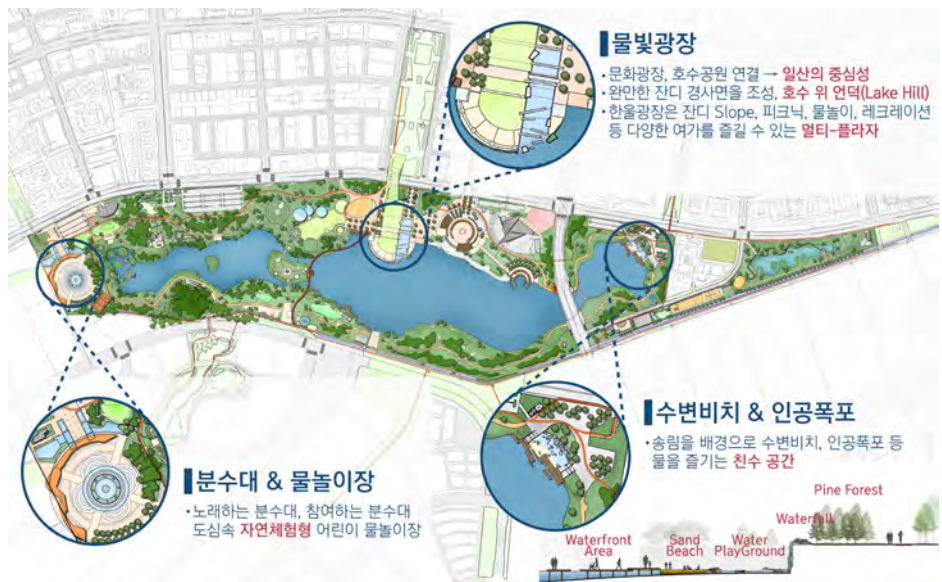 물빛광장
• 문화광장, 호수공원 연결 → 일산의 중심성
• 완만한 잔디 경사면을 조성, 호수 위 언덕(Lake Hill)
• 한울광장은 잔디 Slope, 피크닉, 물놀이, 레크레이션
등 다양한 여가를 즐길 수 있는 멀티-플라자
수변비치 & 인공폭포
• 송림을 배경으로 수변비치, 인공폭포 등
물을 즐기는 친수 공간
분수대 & 물놀이장
• 노래하는 분수대, 참여하는 분수대
도심속 자연체험형 어린이 물놀이장
Pine Forest
Waterfall
Waterfront
Area
Sand
Beach
Water
PlayGround